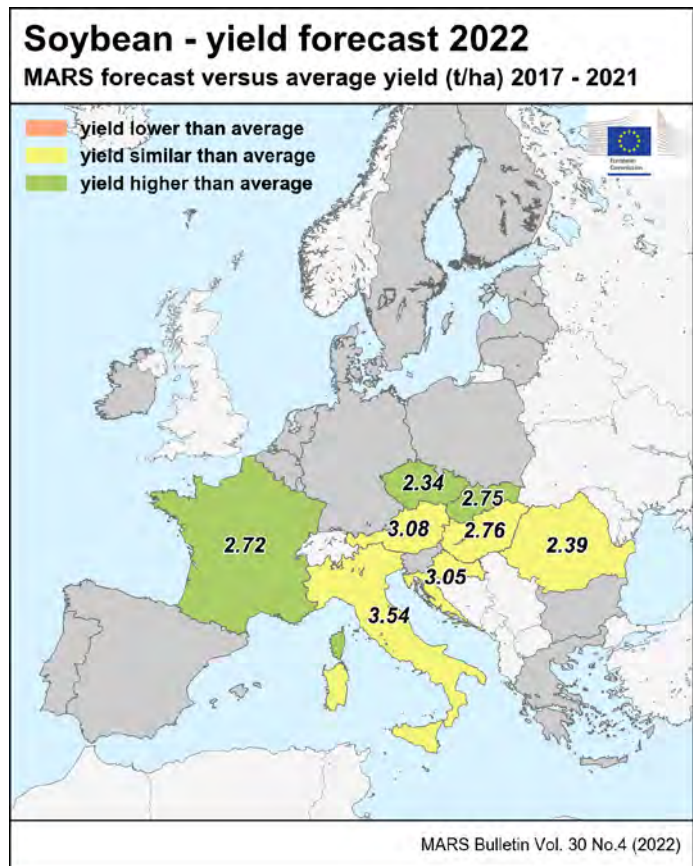 Soybean - yield forecast 2022
MARS forecast versus average yield (t/ha) 2017 - 2021
yield lower than average
yield similar than average
yield higher than average
European
Commission
2.34
2.75
3.08
2.76
2.39
2.72
3.05
3.54
MARS Bulletin Vol. 30 No.4 (2022)